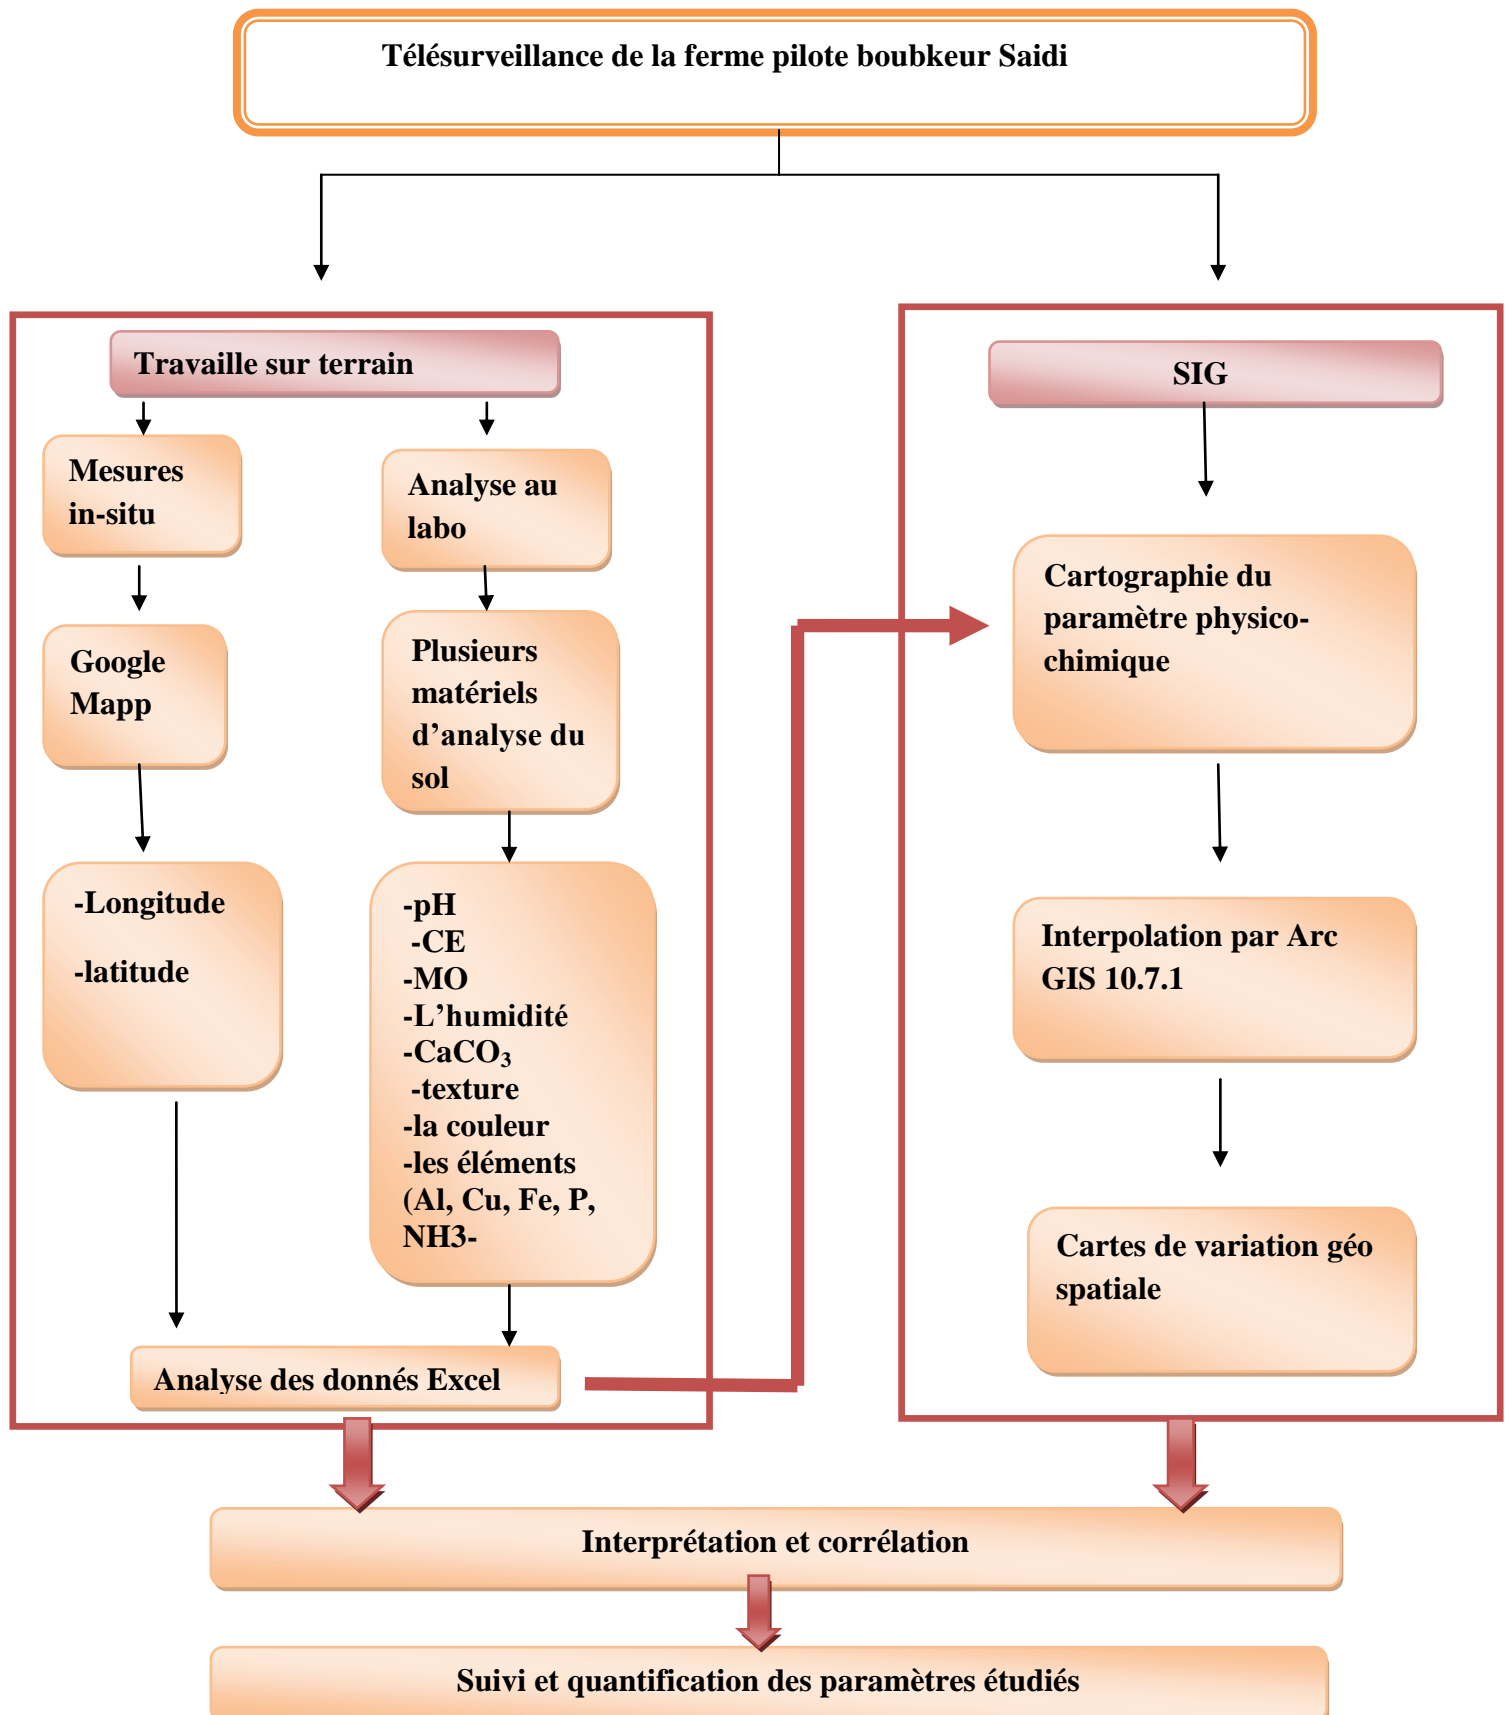 Télésurveillance de la ferme pilote boubkeur Saidi
Travaille sur terrain
Mesures
in-situ
Google
Mapp
-Longitude
-latitude
Analyse au
labo
Plusieurs
matériels
d’analyse du
sol
-pH
-CE
-MO
-L’humidité
-CaCO₃
-texture
-la couleur
-les éléments
(Al, Cu, Fe, P,
NH3-
Analyse des donnés Excel
SIG
Cartographie du
paramètre physico-
chimique
Interpolation par Arc
GIS 10.7.1
Cartes de variation géo
spatiale
Interprétation et corrélation
Suivi et quantification des paramètres étudiés